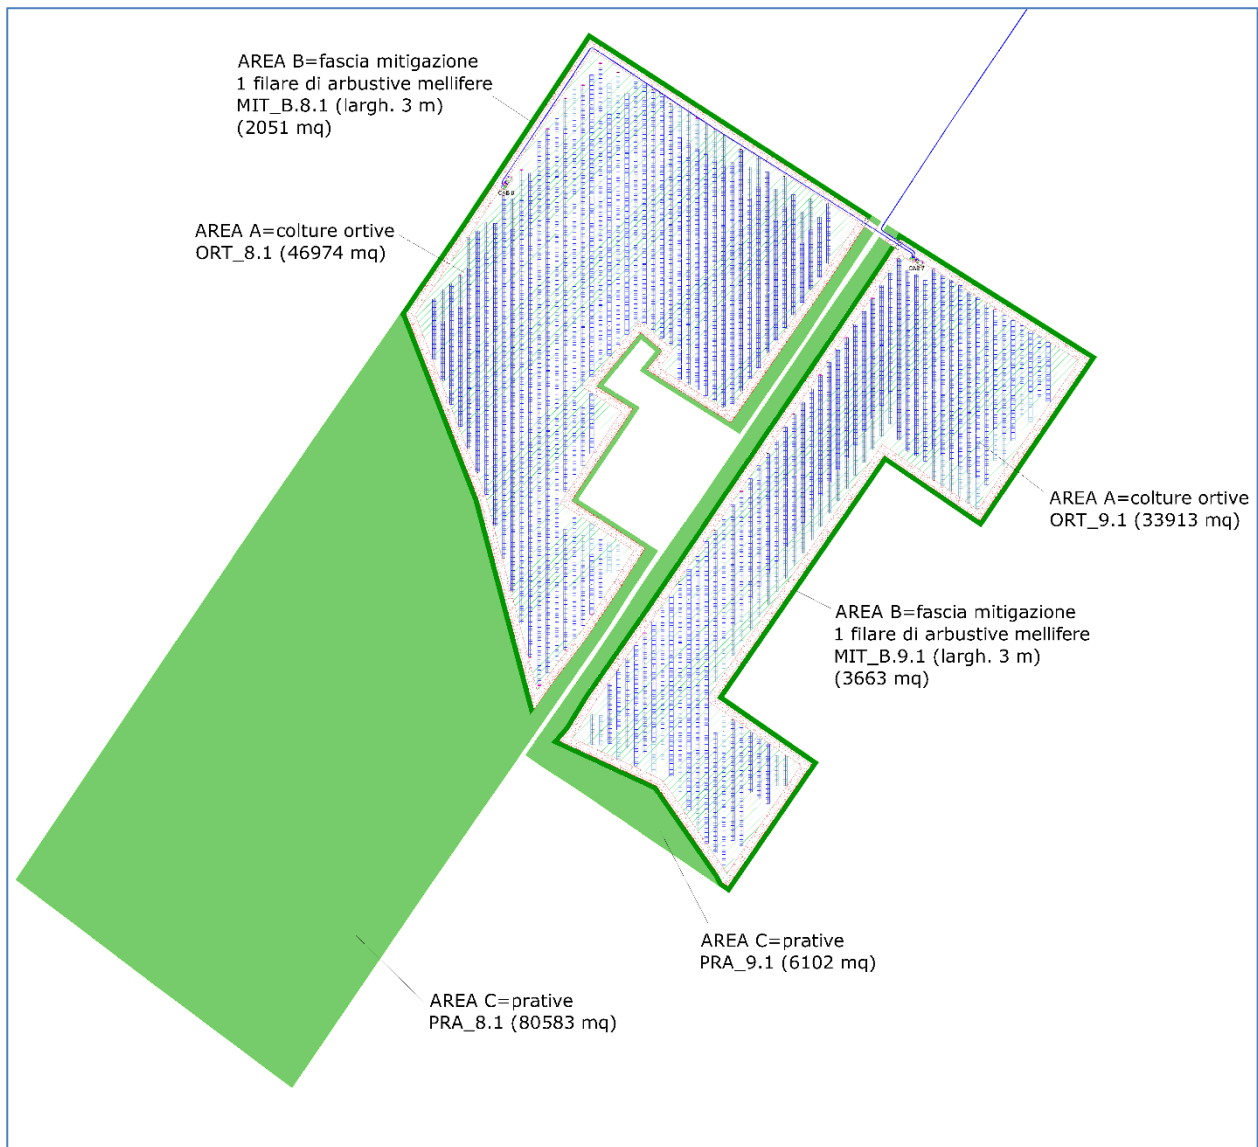 AREA B=fascia mitigazione
1 filare di arbustive mellifere
MIT_B.8.1 (largh. 3 m)
(2051 mq)
AREA A=colture ortive
ORT_8.1 (46974 mq)
AREA A=colture ortive
ORT_9.1 (33913 mq)
AREA B=fascia mitigazione
1 filare di arbustive mellifere
MIT_B.9.1 (largh. 3 m)
(3663 mq)
AREA C=prative
PRA_9.1 (6102 mq)
AREA C=prative
PRA_8.1 (80583 mq)